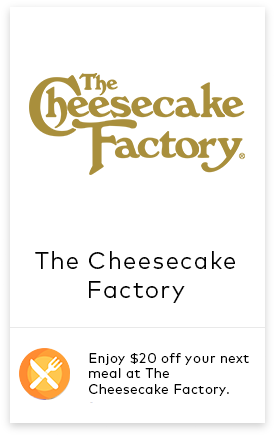 The
Cheesecake
Factory®
The Cheesecake
Factory
Enjoy $20 off your next
meal at The
Cheesecake Factory.